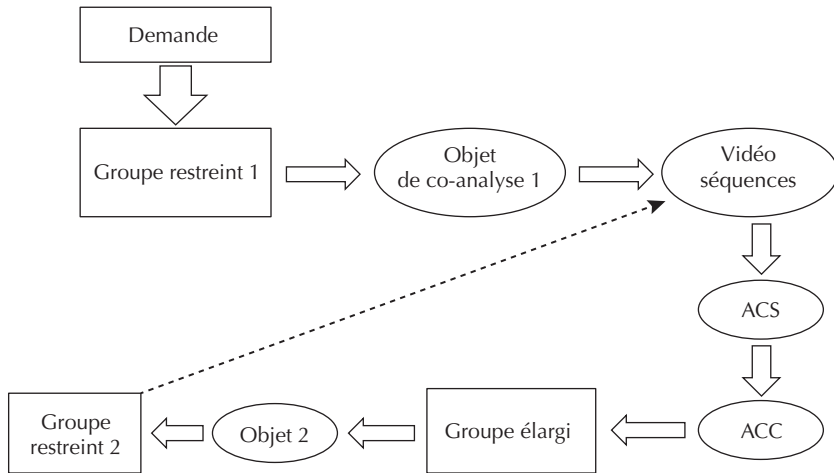 Demande
Groupe restreint 1
Objet
de co-analyse 1
Vidéo
séquences
ACS
ACC
Groupe élargi
Objet 2
Groupe
restreint 2